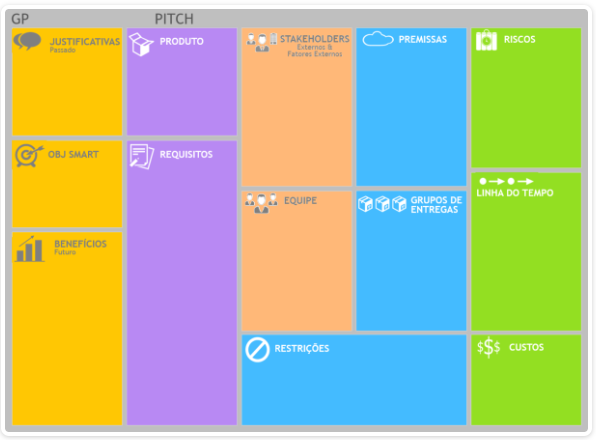 GP
PITCH
JUSTIFICATIVAS
Passado
OBJ SMART
BENEFÍCIOS
Futuro
PRODUTO
REQUISITOS
STAKEHOLDERS
Externos &
Fatores Externos
EQUIPE
PREMISSAS
GRUPOS DE
ENTREGAS
RESTRIÇÕES
RISCOS
LINHA DO TEMPO
$$$ CUSTOS